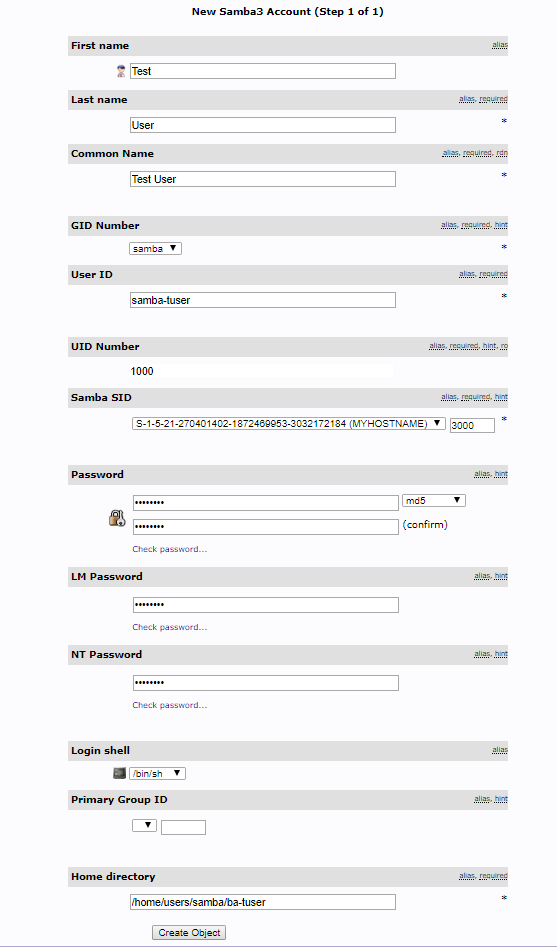 New Samba3 Account (Step 1 of 1)
First name alias
Test
Last name alias, required
User *
Common Name alias, required, rdn
Test User *
GID Number alias, required, hint
samba *
User ID alias, required
samba-tuser *
UID Number alias, required, hint, ro
1000
Samba SID alias, required, hint
S-1-5-21-270401402-1872469953-3032172184 (MYHOSTNAME) 3000 *
Password alias, hint
•••••••• md5
•••••••• (confirm)
Check password...
LM Password alias, hint
••••••••
Check password...
NT Password alias, hint
••••••••
Check password...
Login shell alias
/bin/sh
Primary Group ID alias, hint
Home directory alias, required
/home/users/samba/ba-tuser *
Create Object